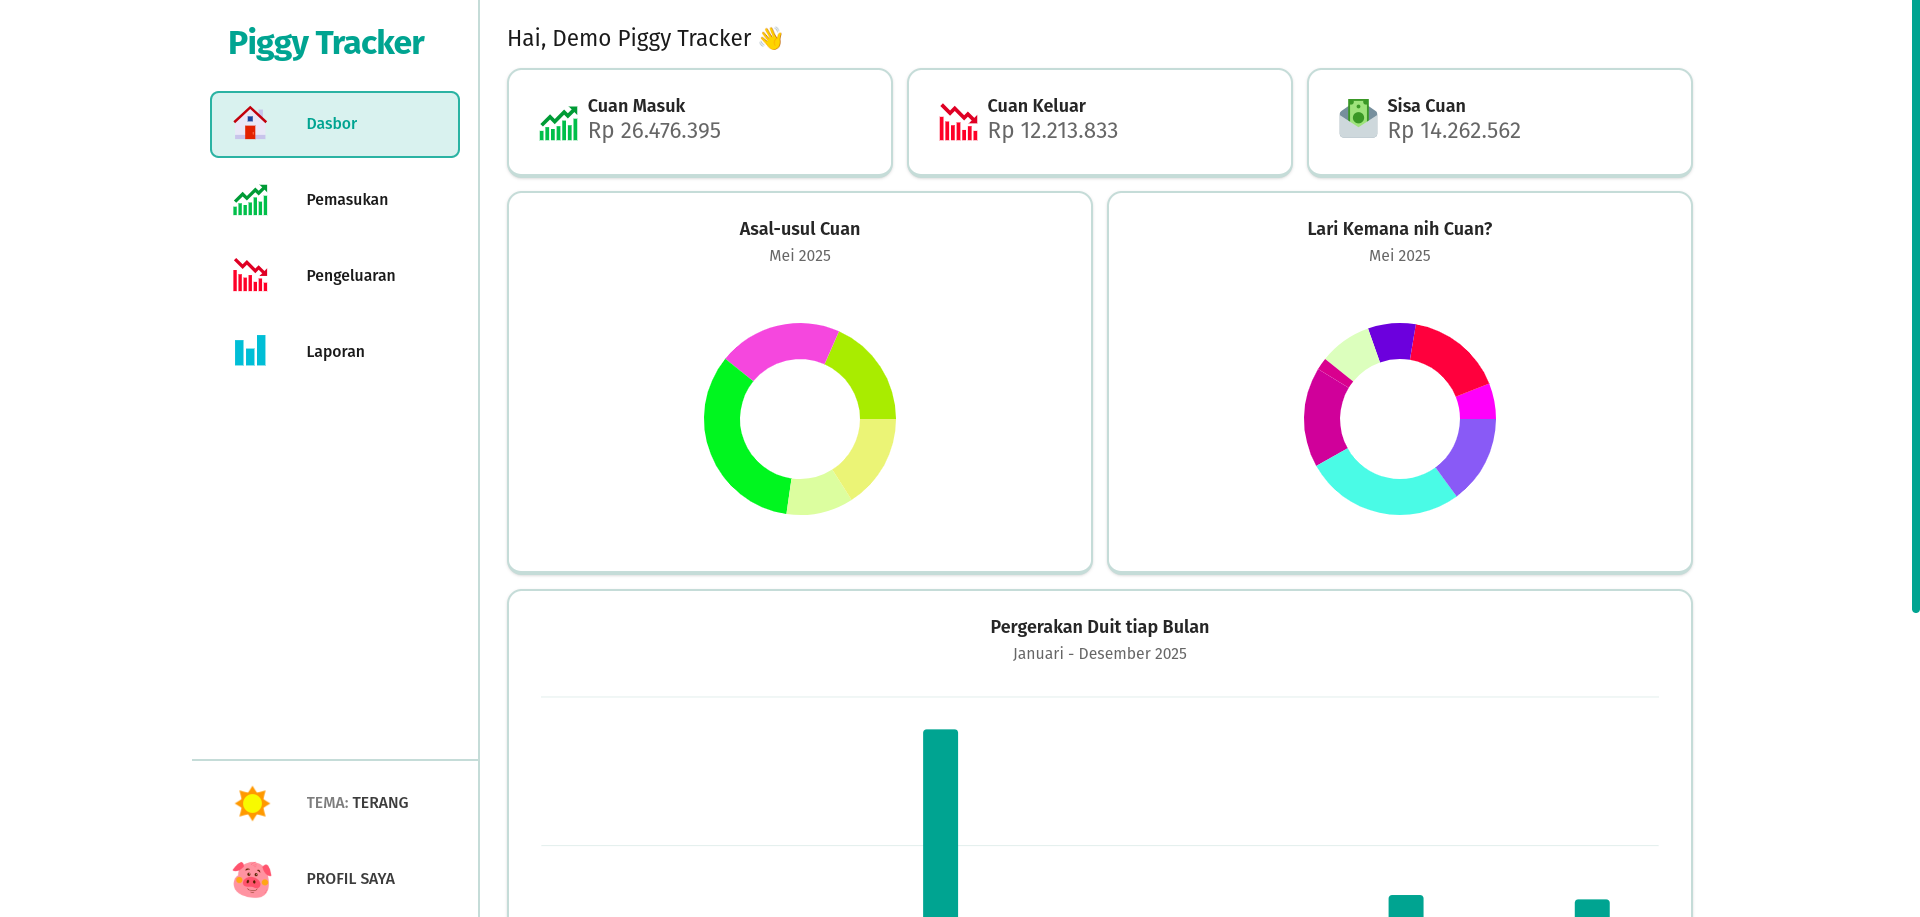 Piggy Tracker
Dasbor
Pemasukan
Pengeluaran
Laporan
TEMA: TERANG
PROFIL SAYA
Hai, Demo Piggy Tracker 👋
Cuan Masuk
Rp 26.476.395
Cuan Keluar
Rp 12.213.833
Sisa Cuan
Rp 14.262.562
Asal-usul Cuan
Mei 2025
Lari Kemana nih Cuan?
Mei 2025
Pergerakan Duit tiap Bulan
Januari - Desember 2025